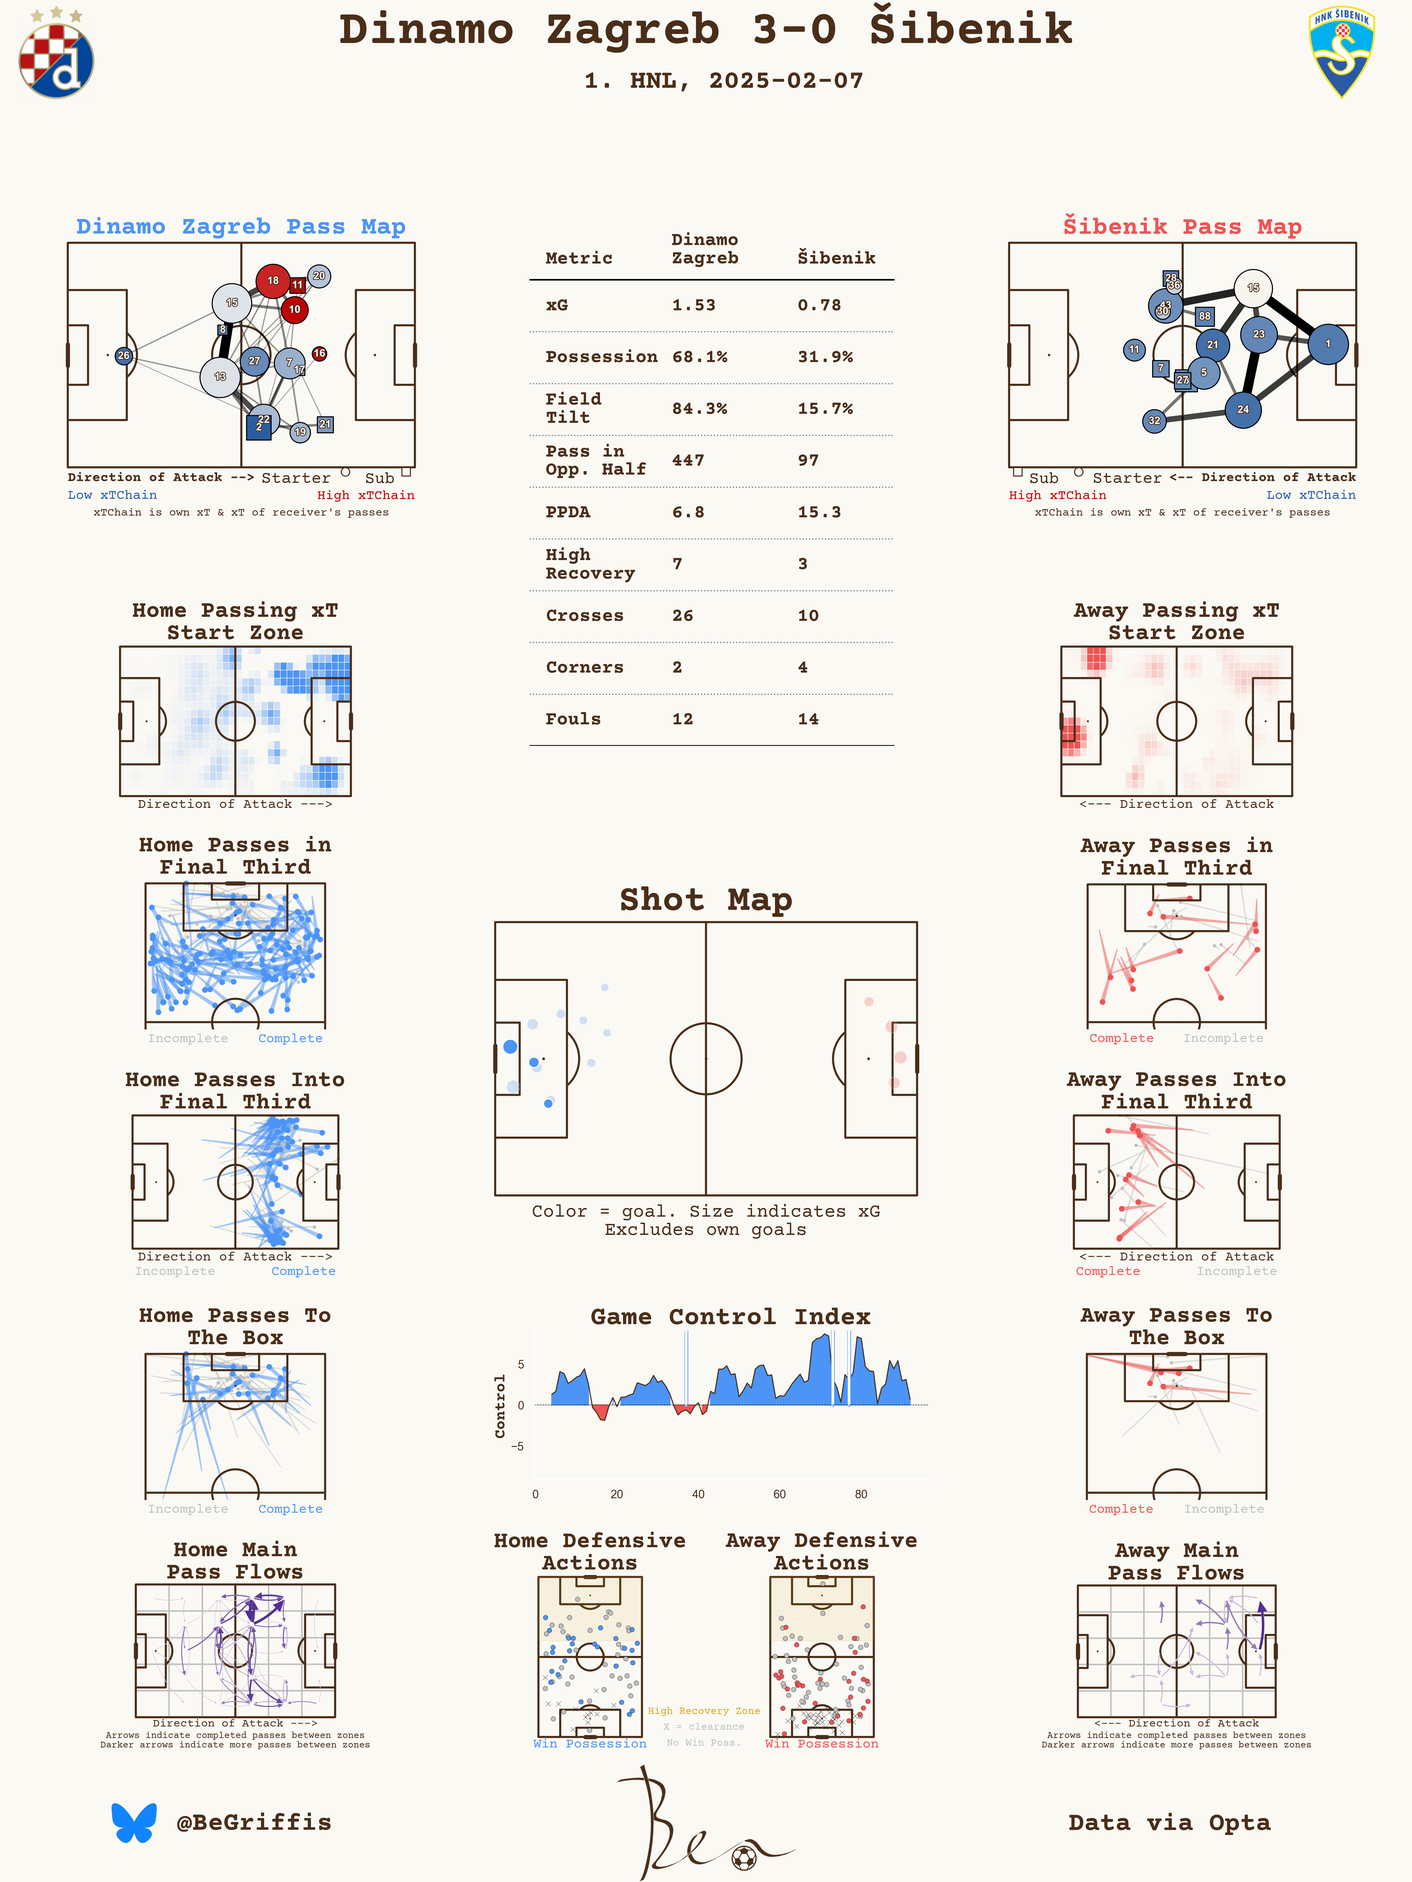 Dinamo Zagreb 3-0 Šibenik
1. HNL, 2025-02-07
HNK ŠIBENIK
Dinamo Zagreb Pass Map
18
11
20
15
10
8
26
27
7
16
17
13
22
2
19
21
Direction of Attack -->
Starter
Sub
Low xTChain
High xTChain
xTChain is own xT & xT of receiver's passes
Metric Dinamo Zagreb Šibenik
xG 1.53 0.78
Possession 68.1% 31.9%
Field Tilt 84.3% 15.7%
Pass in Opp. Half 447 97
PPDA 6.8 15.3
High Recovery 7 3
Crosses 26 10
Corners 2 4
Fouls 12 14
Šibenik Pass Map
28
36
15
43
30
88
23
21
1
11
7
5
27
24
32
Sub
Starter
<-- Direction of Attack
High xTChain
Low xTChain
xTChain is own xT & xT of receiver's passes
Home Passing xT
Start Zone
Direction of Attack --->
Away Passing xT
Start Zone
<--- Direction of Attack
Home Passes in
Final Third
Incomplete
Complete
Shot Map
Color = goal. Size indicates xG
Excludes own goals
Away Passes in
Final Third
Complete
Incomplete
Home Passes Into
Final Third
Direction of Attack --->
Incomplete
Complete
Away Passes Into
Final Third
<--- Direction of Attack
Complete
Incomplete
Home Passes To
The Box
Incomplete
Complete
Game Control Index
Control
5
0
−5
0
20
40
60
80
Away Passes To
The Box
Complete
Incomplete
Home Main
Pass Flows
Direction of Attack --->
Arrows indicate completed passes between zones
Darker arrows indicate more passes between zones
Home Defensive
Actions
Win Possession
High Recovery Zone
X = clearance
No Win Poss.
Away Defensive
Actions
Win Possession
Away Main
Pass Flows
<--- Direction of Attack
Arrows indicate completed passes between zones
Darker arrows indicate more passes between zones
@BeGriffis
Ben
Data via Opta